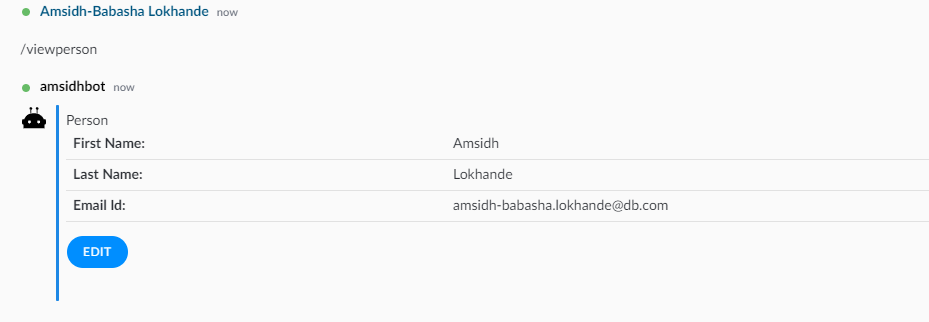 Amsidh-Babasha Lokhande now
/viewperson
amsidhbot now
Person
First Name: Amsidh
Last Name: Lokhande
Email Id: amsidh-babasha.lokhande@db.com
EDIT